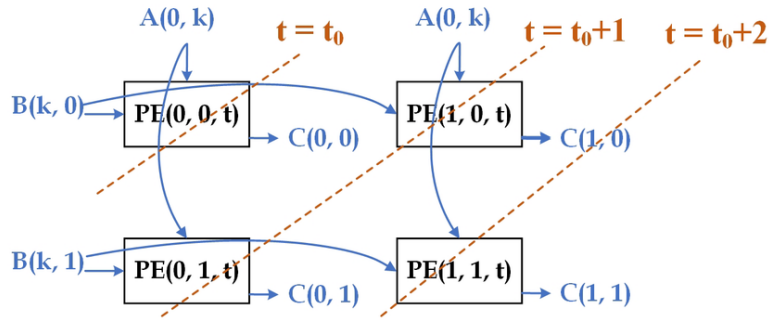 A(0, k)
t = t₀
A(0, k)
t = t₀+1
t = t₀+2
B(k, 0)
PE(0, 0, t)
PE(1, 0, t)
C(0, 0)
C(1, 0)
B(k, 1)
PE(0, 1, t)
PE(1, 1, t)
C(0, 1)
C(1, 1)